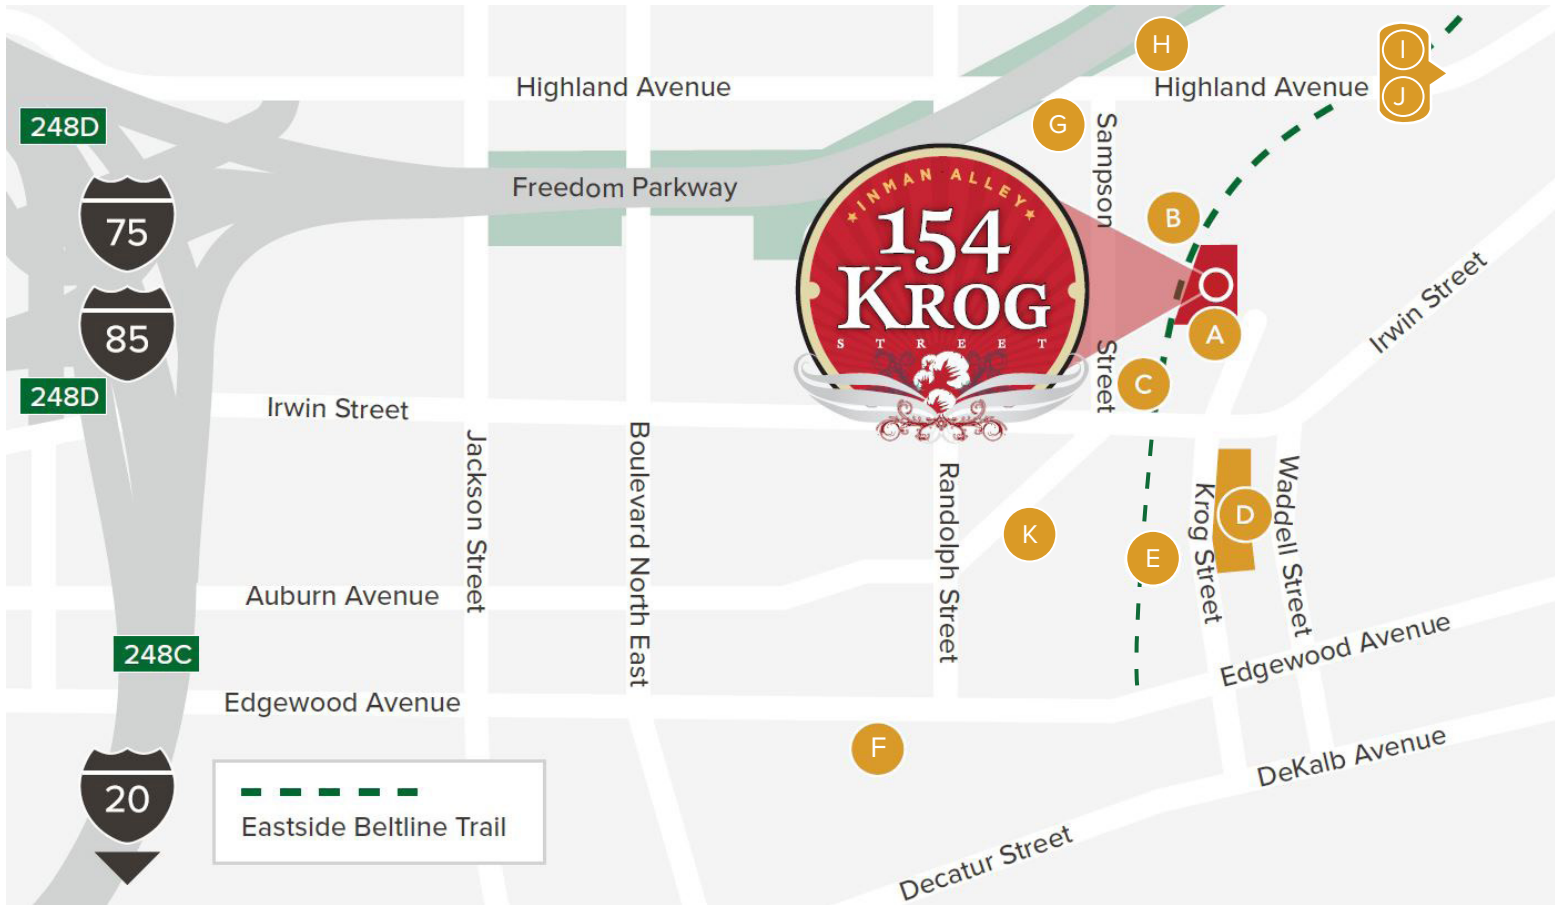 H
I
Highland Avenue
Highland Avenue
J
248D
G
Sampson
INMAN ALLEY
Freedom Parkway
75
154
B
KROG
STREET
A
Irwin Street
85
Street
C
248D
Irwin Street
Jackson Street
Boulevard North East
Randolph Street
Krog Street
Waddell Street
D
K
E
Auburn Avenue
248C
Edgewood Avenue
Edgewood Avenue
F
DeKalb Avenue
20
Eastside Beltline Trail
Decatur Street